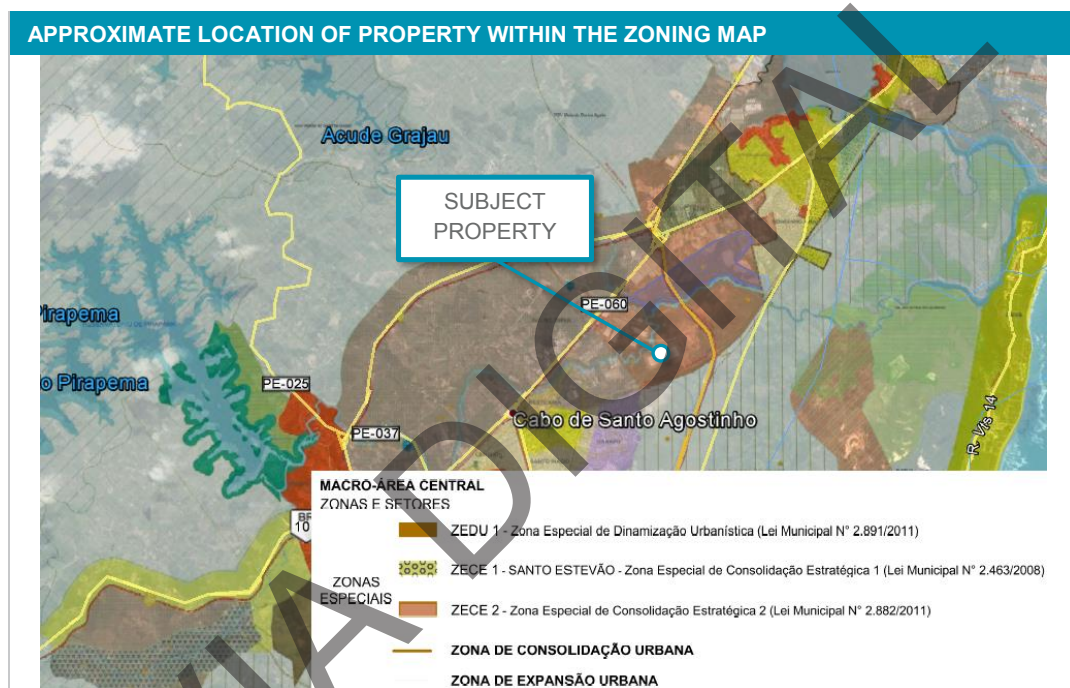 APPROXIMATE LOCATION OF PROPERTY WITHIN THE ZONING MAP
Acude Grajau
SUBJECT
PROPERTY
PE-060
Pirapema
o Pirapema
PE-025
PE-037
Cabo de Santo Agostinho
R. Vis 14
BR
10
MACRO-ÁREA CENTRAL
ZONAS E SETORES
ZONAS
ESPECIAIS
ZEDU 1 - Zona Especial de Dinamização Urbanística (Lei Municipal N° 2.891/2011)
ZECE 1 - SANTO ESTEVÃO - Zona Especial de Consolidação Estratégica 1 (Lei Municipal N° 2.463/2008)
ZECE 2 - Zona Especial de Consolidação Estratégica 2 (Lei Municipal N° 2.882/2011)
ZONA DE CONSOLIDAÇÃO URBANA
ZONA DE EXPANSÃO URBANA
IA DIGITAL